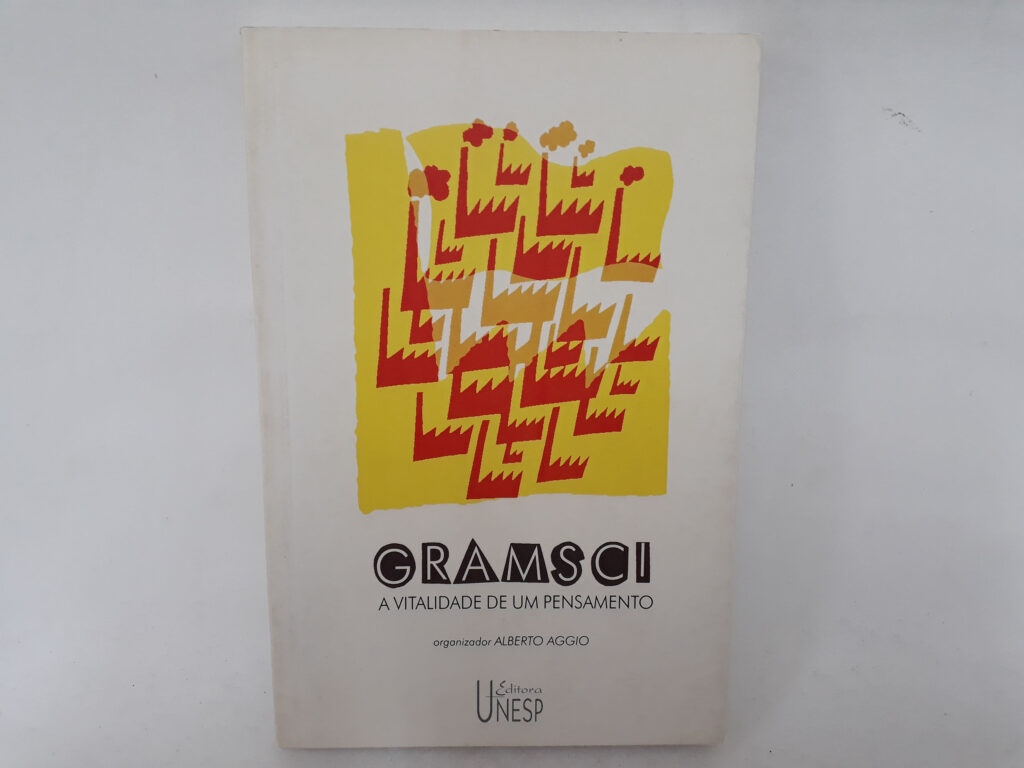 GRAMSCI
A VITALIDADE DE UM PENSAMENTO
organizador ALBERTO AGGIO
Editora
UNESP